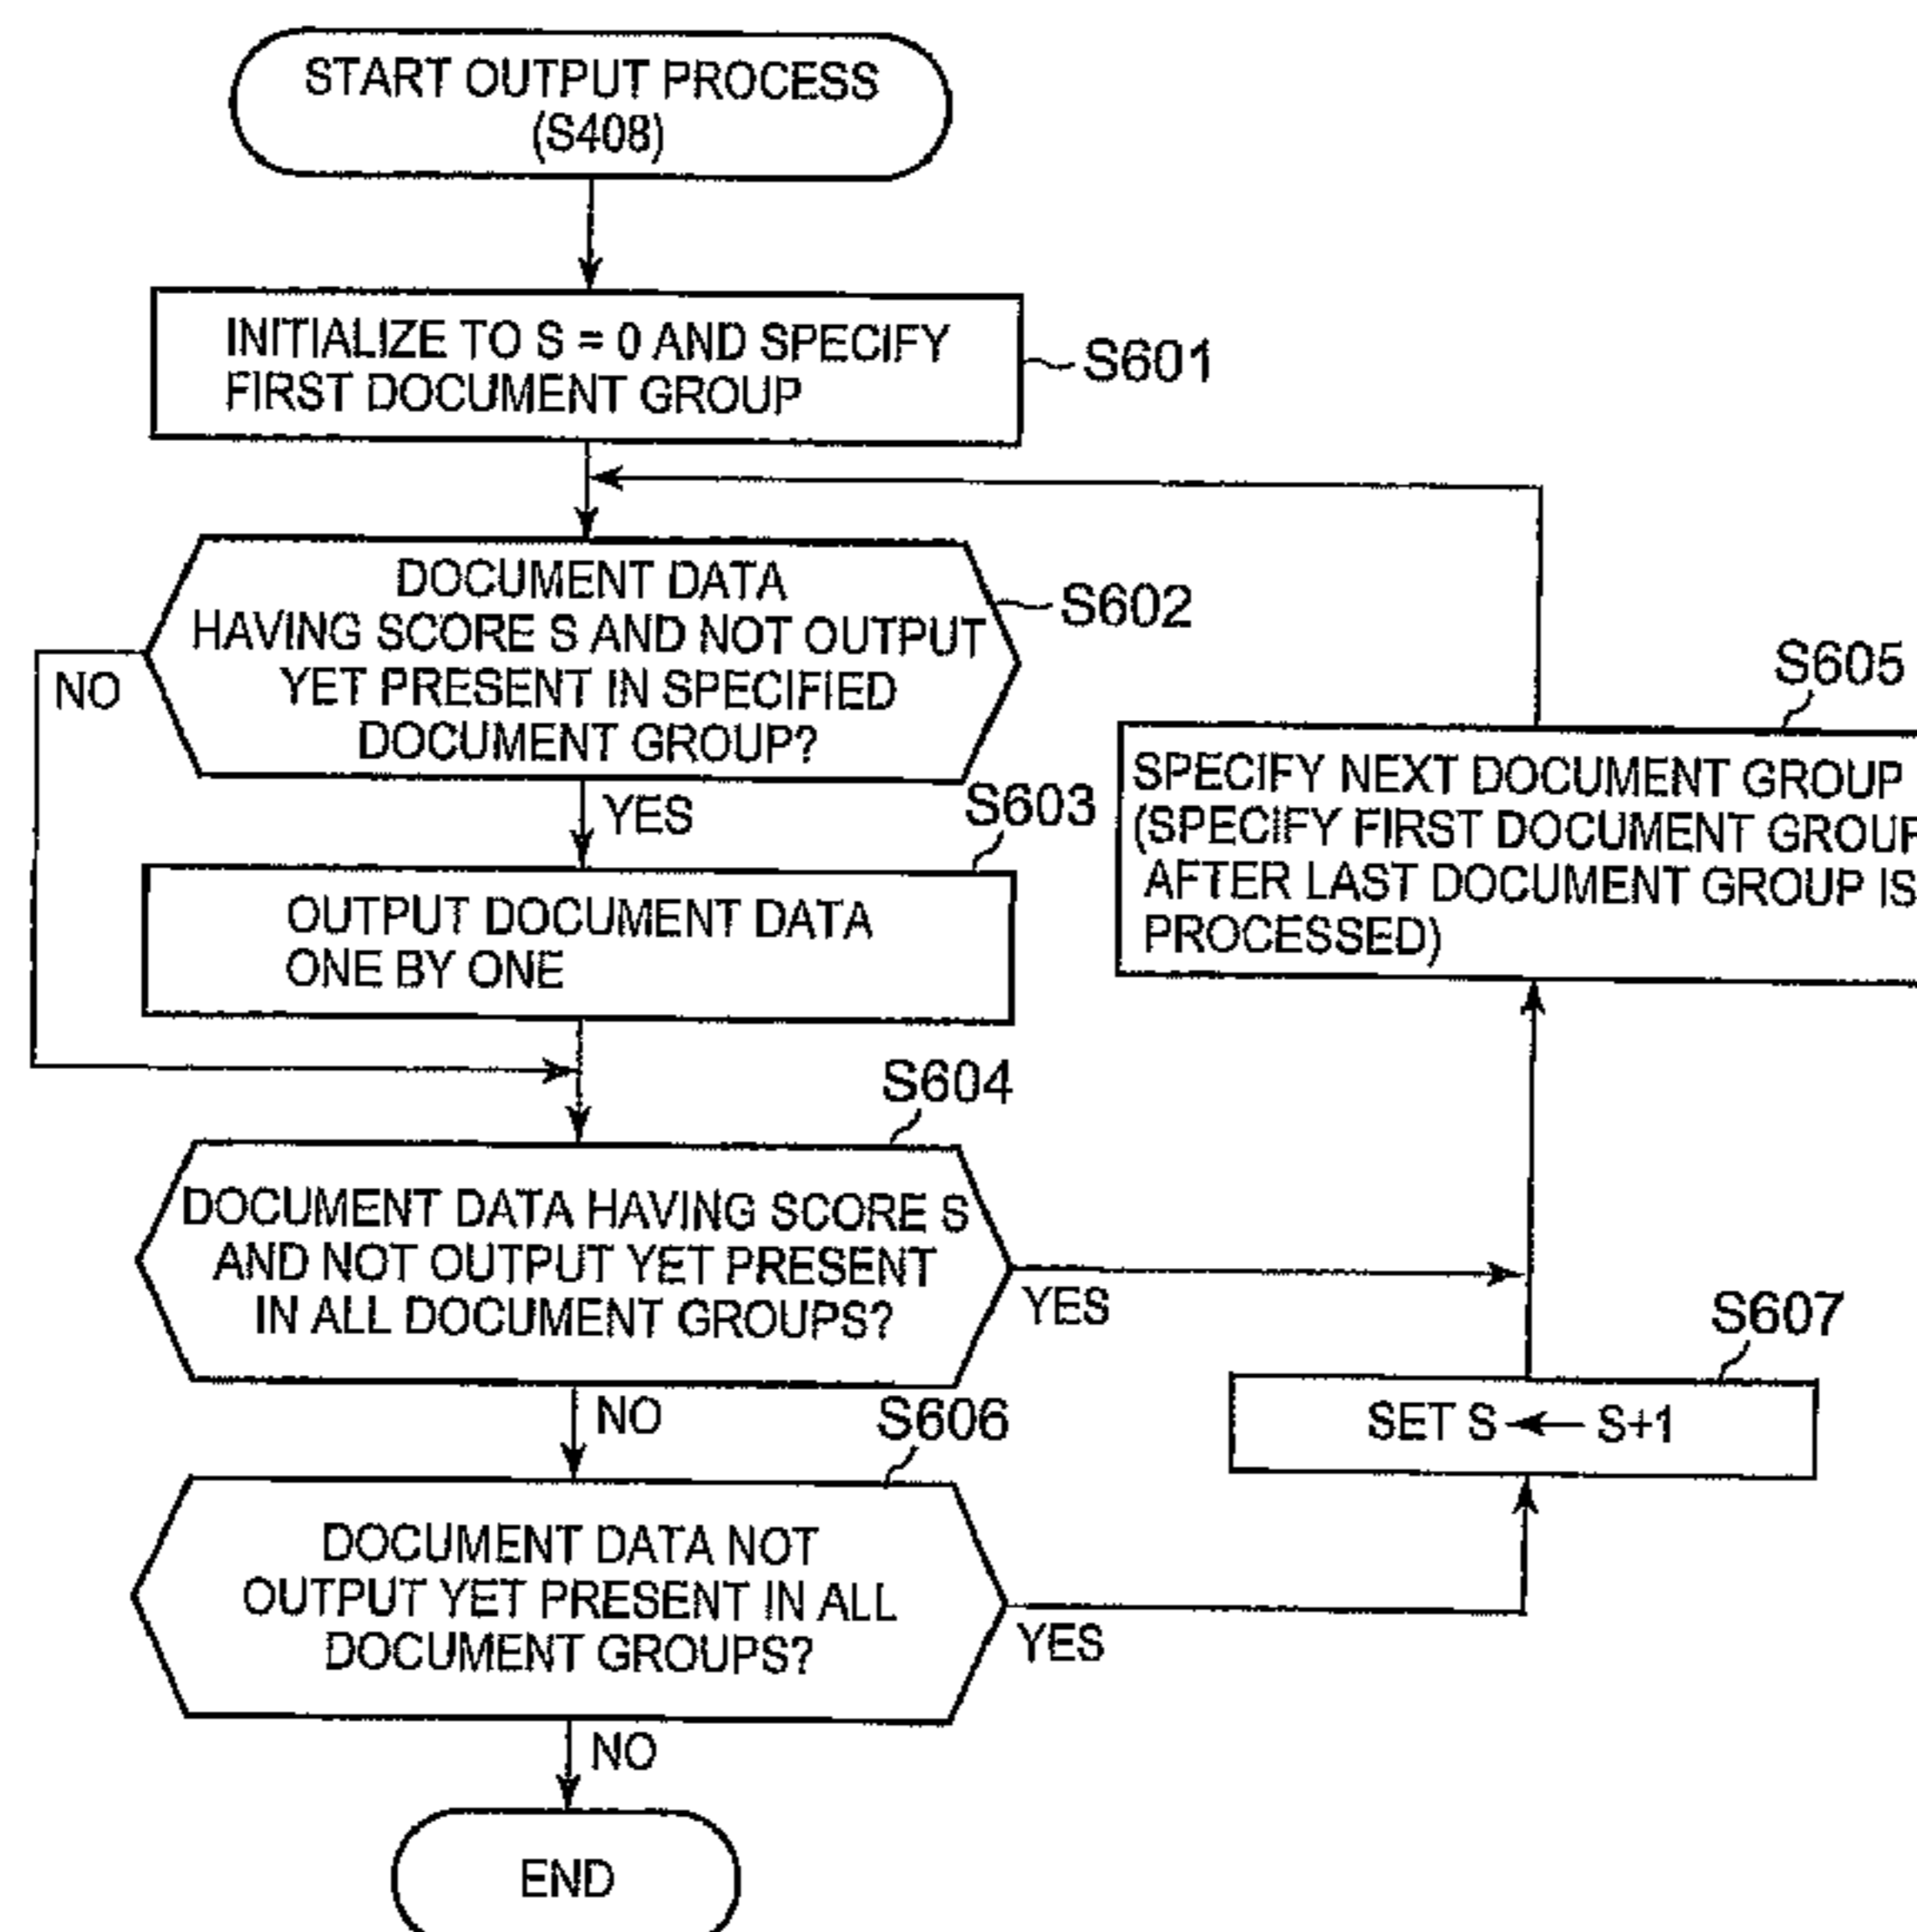 START OUTPUT PROCESS
(S408)
INITIALIZE TO S = 0 AND SPECIFY
FIRST DOCUMENT GROUP
S601
DOCUMENT DATA
HAVING SCORE S AND NOT OUTPUT
YET PRESENT IN SPECIFIED
DOCUMENT GROUP?
S602
NO
YES
S603
OUTPUT DOCUMENT DATA
ONE BY ONE
S605
SPECIFY NEXT DOCUMENT GROUP
(SPECIFY FIRST DOCUMENT GROUP
AFTER LAST DOCUMENT GROUP IS
PROCESSED)
S604
DOCUMENT DATA HAVING SCORE S
AND NOT OUTPUT YET PRESENT
IN ALL DOCUMENT GROUPS?
YES
NO
S607
SET S ← S+1
S606
DOCUMENT DATA NOT
OUTPUT YET PRESENT IN ALL
DOCUMENT GROUPS?
YES
NO
END